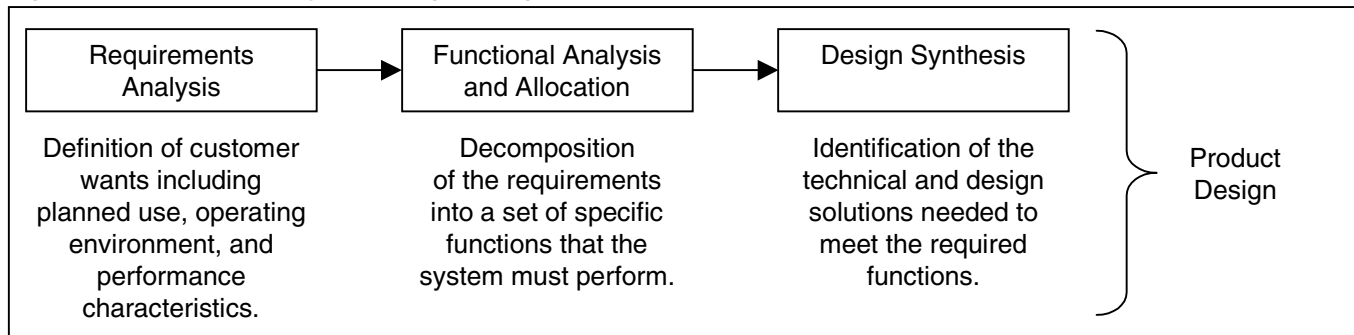 Requirements
Analysis
Functional Analysis
and Allocation
Design Synthesis
Definition of customer
wants including
planned use, operating
environment, and
performance
characteristics.
Decomposition
of the requirements
into a set of specific
functions that the
system must perform.
Identification of the
technical and design
solutions needed to
meet the required
functions.
Product
Design